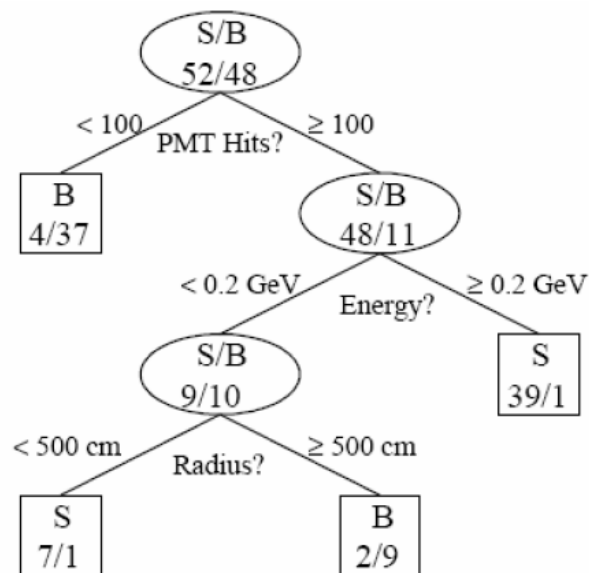 S/B
52/48
< 100
PMT Hits?
≥ 100
B
4/37
S/B
48/11
< 0.2 GeV
Energy?
≥ 0.2 GeV
S/B
9/10
S
39/1
< 500 cm
Radius?
≥ 500 cm
S
7/1
B
2/9